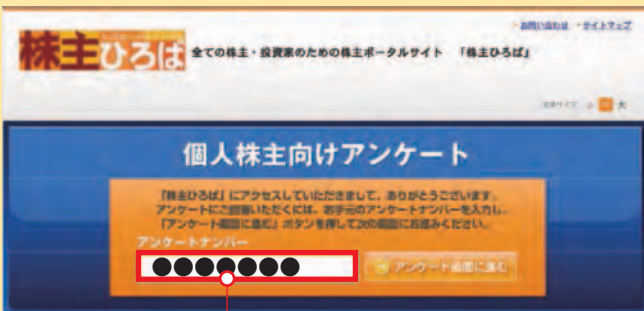 お問い合わせ サイトマップ
株主ひろば
全ての株主・投資家のための株主ポータルサイト 「株主ひろば」
文字サイズ 小 中 大
個人株主向けアンケート
「株主ひろば」にアクセスしていただきまして、ありがとうございます。
アンケートにご回答いただくには、お手元のアンケートナンバーを入力し、
「アンケート画面に進む」ボタンを押して次の画面にお進みください。
アンケートナンバー
●●●●●●●
アンケート画面に進む